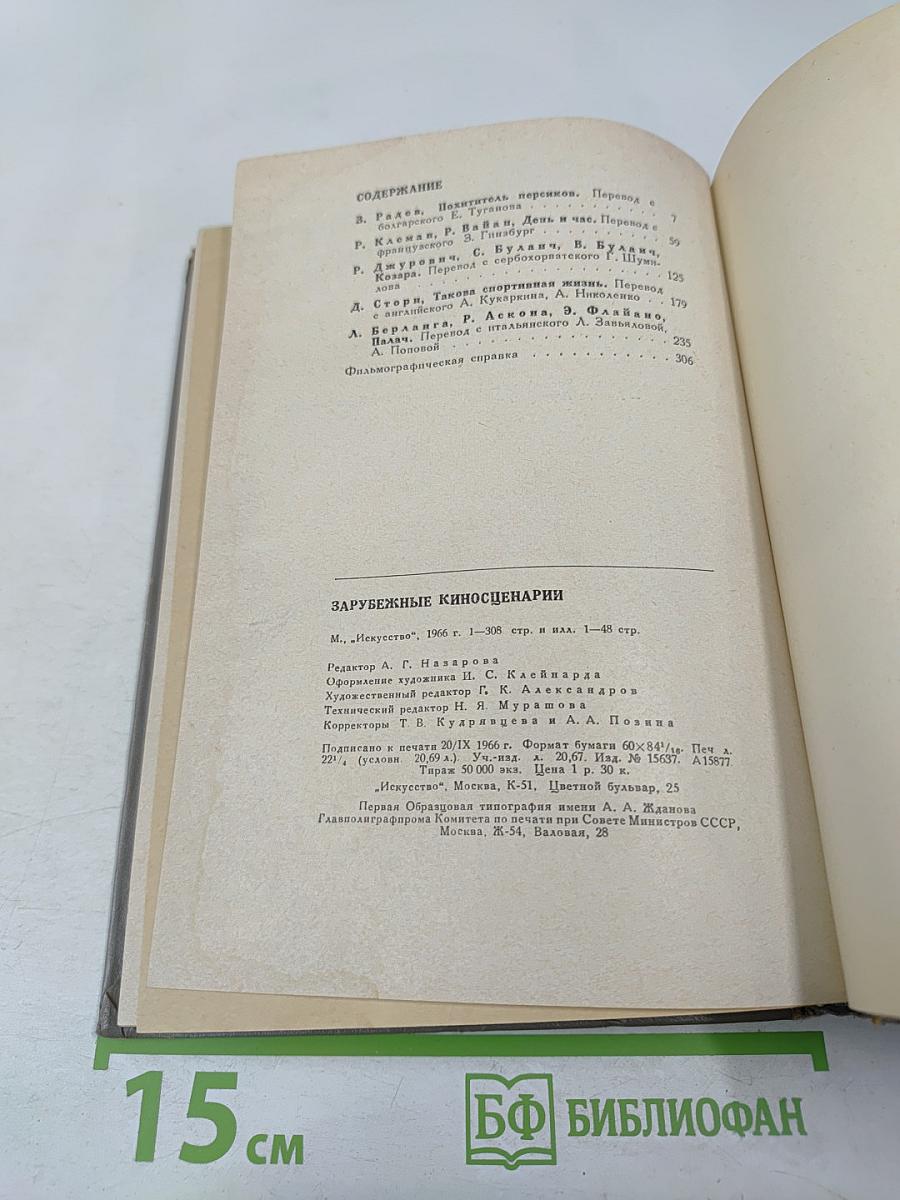 СОДЕРЖАНИЕ
В. Радев, Похититель персиков. Перевод с
болгарского Е. Туганова . . . . . . . . . . 7
Р. Клеман, Р. Вайан, День и час. Перевод с
французского З. Гинзбург . . . . . . . . . 59
Р. Джурович, С. Булаич, В. Булаич,
Козара. Перевод с сербохорватского Г. Шуми-
лова . . . . . . . . . . . . . . . . . . 125
Д. Стори, Такова спортивная жизнь. Перевод
с английского А. Кукаркина, А. Николенко . . 179
Л. Берланга, Р. Аскона, Э. Флайано,
Палач. Перевод с итальянского Л. Завьяловой,
А. Поповой . . . . . . . . . . . . . . . 235
Фильмографическая справка . . . . . . . . . . . 306
ЗАРУБЕЖНЫЕ КИНОСЦЕНАРИИ
М., „Искусство“, 1966 г. 1—308 стр. и илл. 1—48 стр.
Редактор А. Г. Назарова
Оформление художника И. С. Клейнарда
Художественный редактор Г. К. Александров
Технический редактор Н. Я. Мурашова
Корректоры Т. В. Кудрявцева и А. А. Позина
Подписано к печати 20/IX 1966 г. Формат бумаги 60×84¹/₁₆. Печ л.
22¹/₄ (условн. 20,69 л.). Уч.-изд. л. 20,67. Изд. № 15637. А15877.
Тираж 50 000 экз. Цена 1 р. 30 к.
„Искусство“, Москва, К-51, Цветной бульвар, 25
Первая Образцовая типография имени А. А. Жданова
Главполиграфпрома Комитета по печати при Совете Министров СССР,
Москва, Ж-54, Валовая, 28
15 см
БФ БИБЛИОФАН